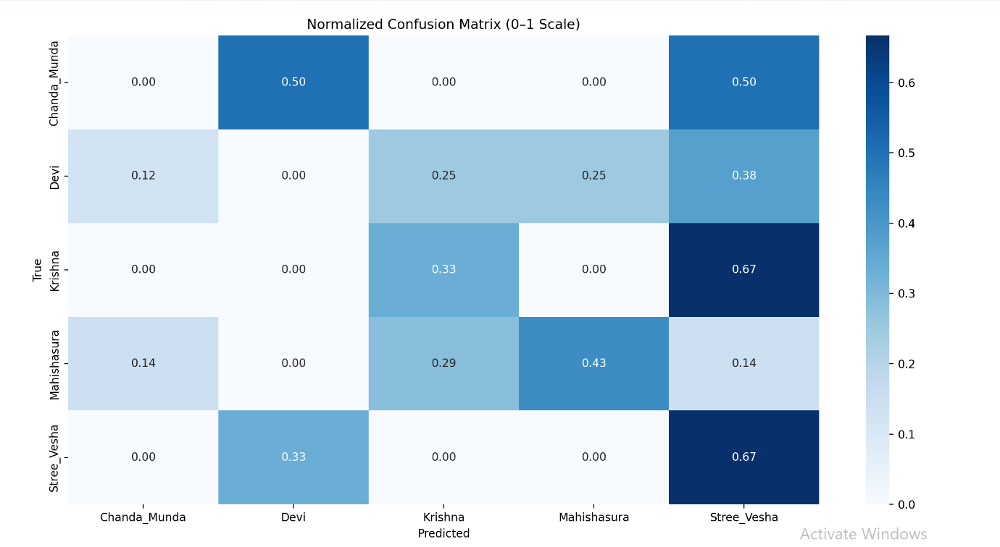 Normalized Confusion Matrix (0–1 Scale)
True
Chanda_Munda
0.00 0.50 0.00 0.00 0.50
Devi
0.12 0.00 0.25 0.25 0.38
Krishna
0.00 0.00 0.33 0.00 0.67
Mahishasura
0.14 0.00 0.29 0.43 0.14
Stree_Vesha
0.00 0.33 0.00 0.00 0.67
Chanda_Munda Devi Krishna Mahishasura Stree_Vesha
Predicted
0.6
0.5
0.4
0.3
0.2
0.1
0.0
Activate Windows